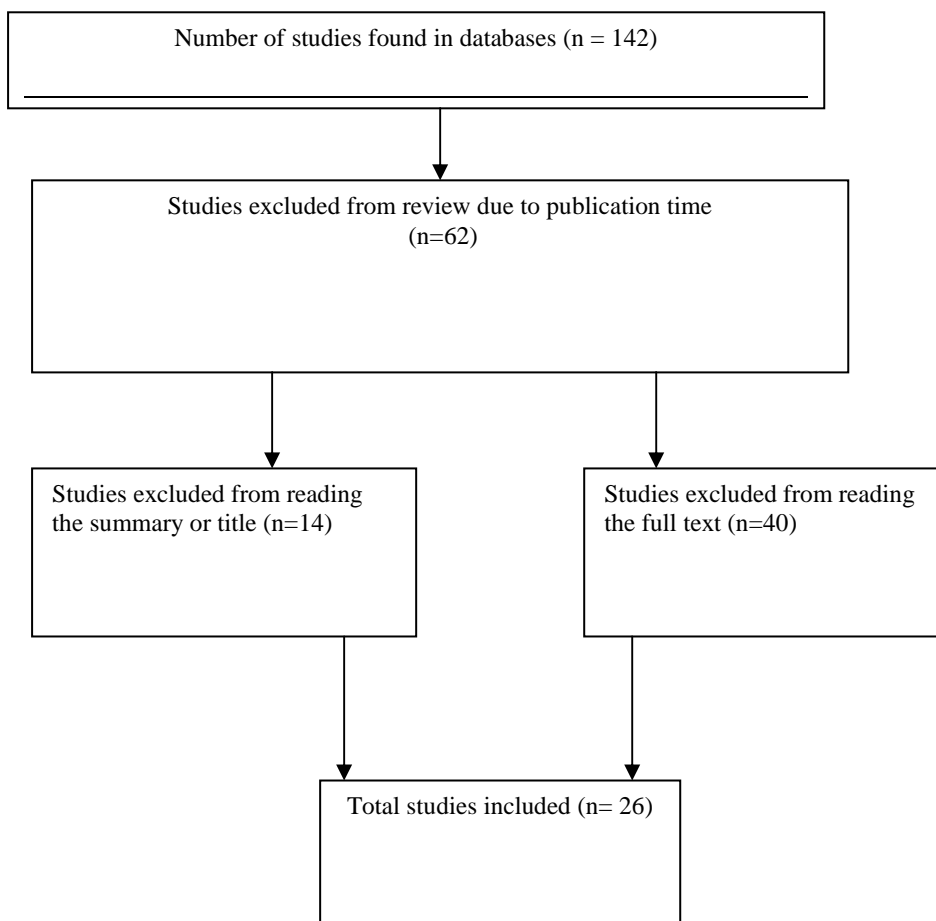 Number of studies found in databases (n = 142)
Studies excluded from review due to publication time
(n=62)
Studies excluded from reading
the summary or title (n=14)
Studies excluded from reading
the full text (n=40)
Total studies included (n= 26)